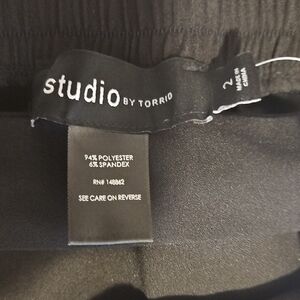 studio BY TORRID
2
MADE IN
CHINA
94% POLYESTER
6% SPANDEX
RN# 148862
SEE CARE ON REVERSE